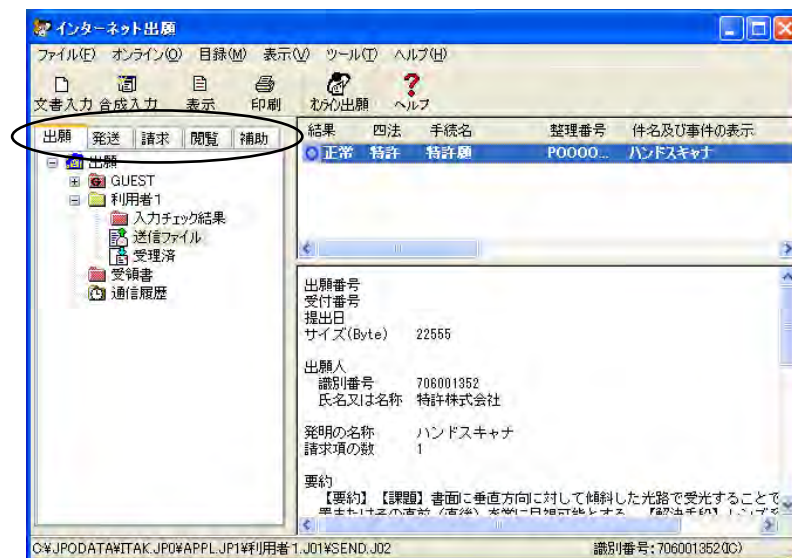 インターネット出願
ファイル(F) オンライン(O) 目録(M) 表示(V) ツール(T) ヘルプ(H)
文書入力 合成入力 表示 印刷 オンライン出願 ヘルプ
出願 発送 請求 閲覧 補助
出願
GUEST
利用者1
入力チェック結果
送信ファイル
受理済
受領書
通信履歴
結果 四法 手続名 整理番号 件名及び事件の表示
正常 特許 特許願 P0000... ハンドスキャナ
出願番号
受付番号
提出日
サイズ(Byte) 22555
出願人
識別番号 706001352
氏名又は名称 特許株式会社
発明の名称 ハンドスキャナ
請求項の数 1
要約
【要約】【課題】書面に垂直方向に対して傾斜した光路で受光することで
C:¥JPODATA¥ITAK.JP0¥APPL.JP1¥利用者1.J01¥SEND.J02 識別番号:706001352(IC)